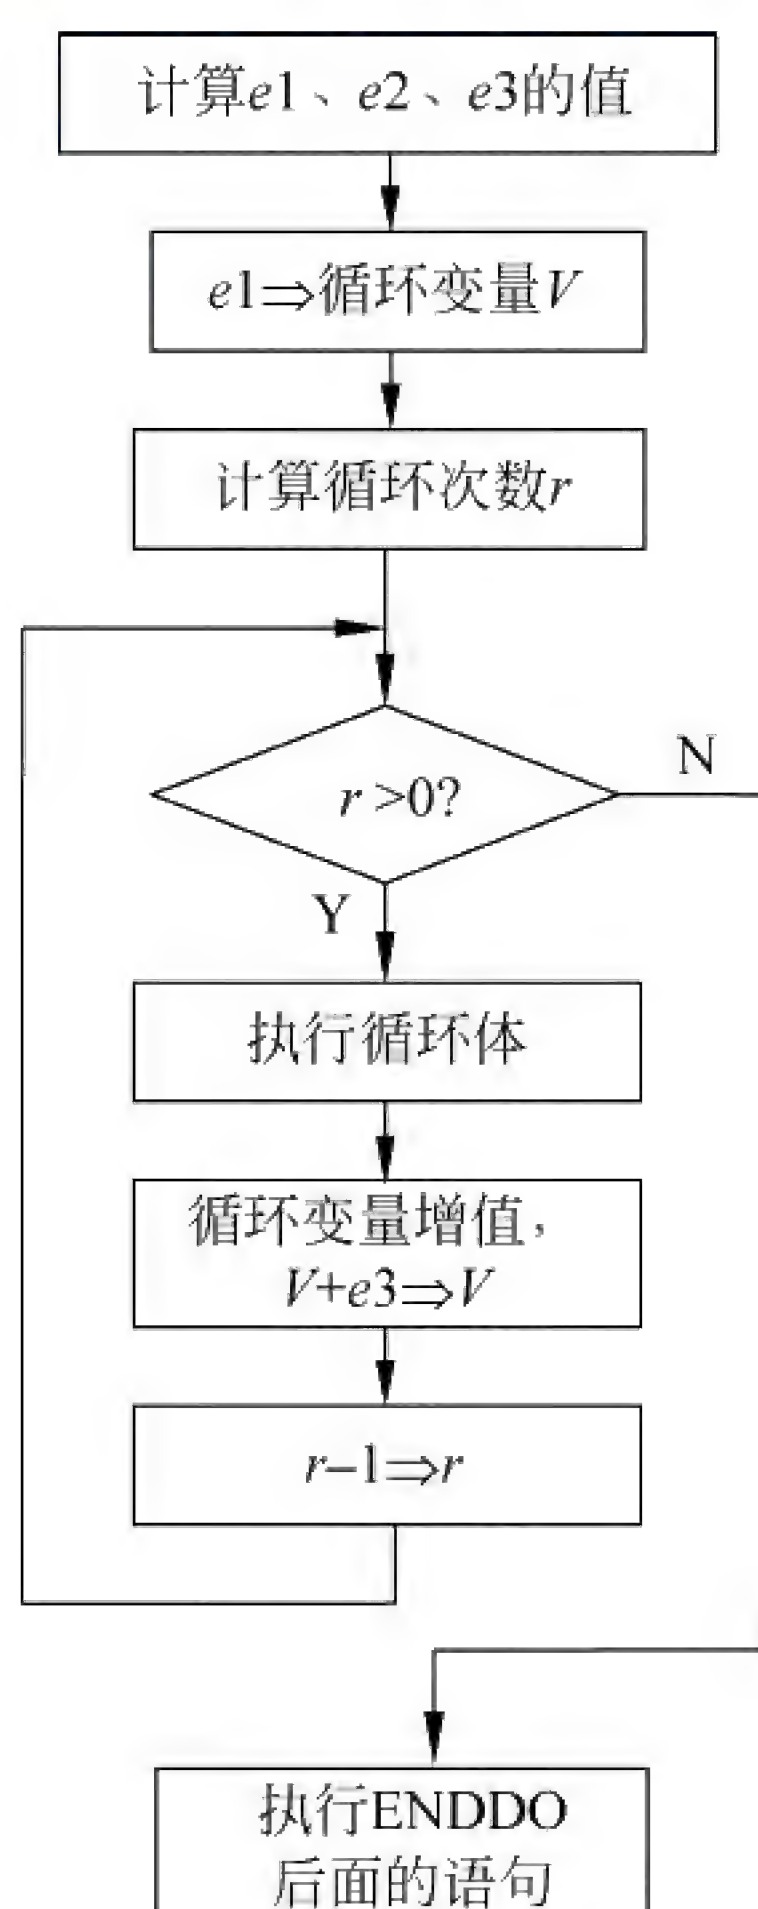 计算e1、e2、e3的值
e1⇒循环变量V
计算循环次数r
r>0?
N
Y
执行循环体
循环变量增值，
V+e3⇒V
r−1⇒r
执行ENDDO
后面的语句